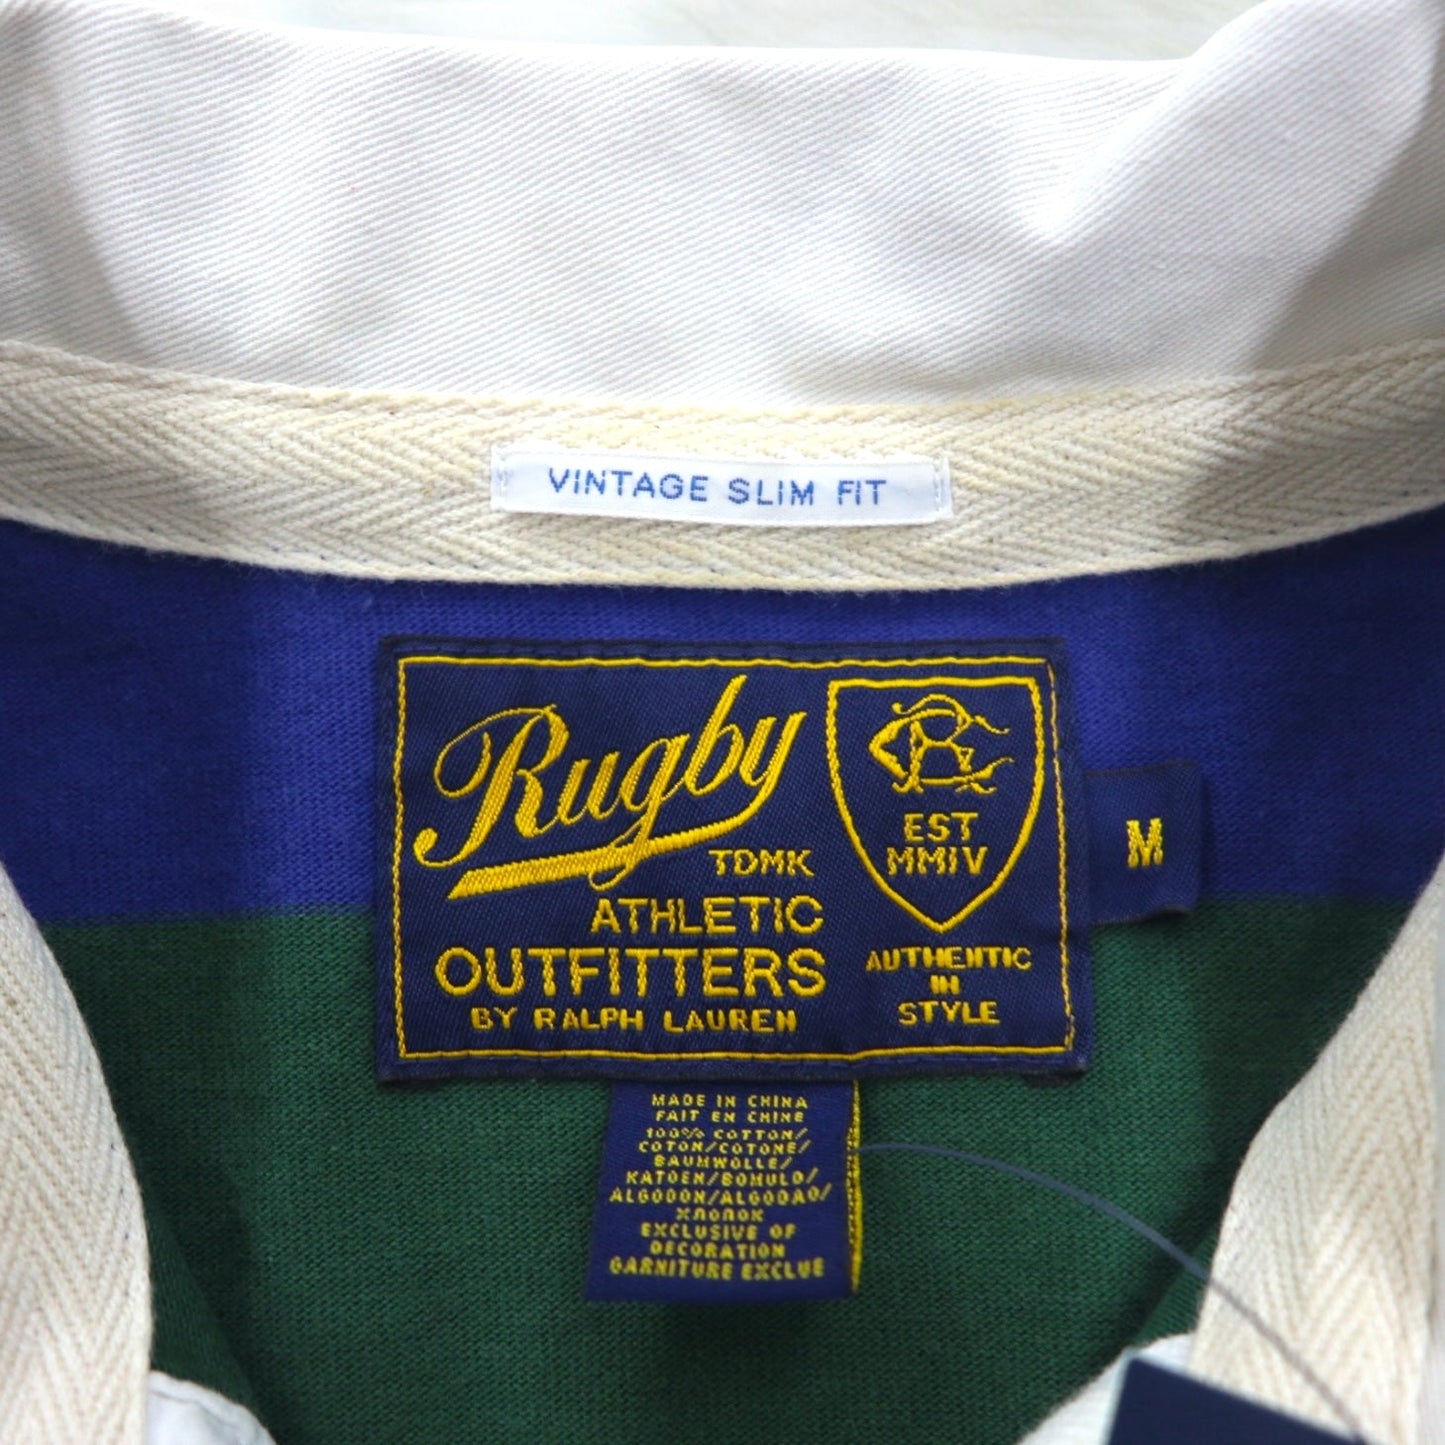 VINTAGE SLIM FIT
Rugby
TDMK
ATHLETIC
OUTFITTERS
BY RALPH LAUREN
EST
MMIV
AUTHENTIC
IN
STYLE
M
MADE IN CHINA
FAIT EN CHINE
100% COTTON/
COTON/COTONE/
BAUMWOLLE/
KATOEN/BOMULD/
ALGODON/ALGODAO/
ХЛОПОК
EXCLUSIVE OF
DECORATION
GARNITURE EXCLUE